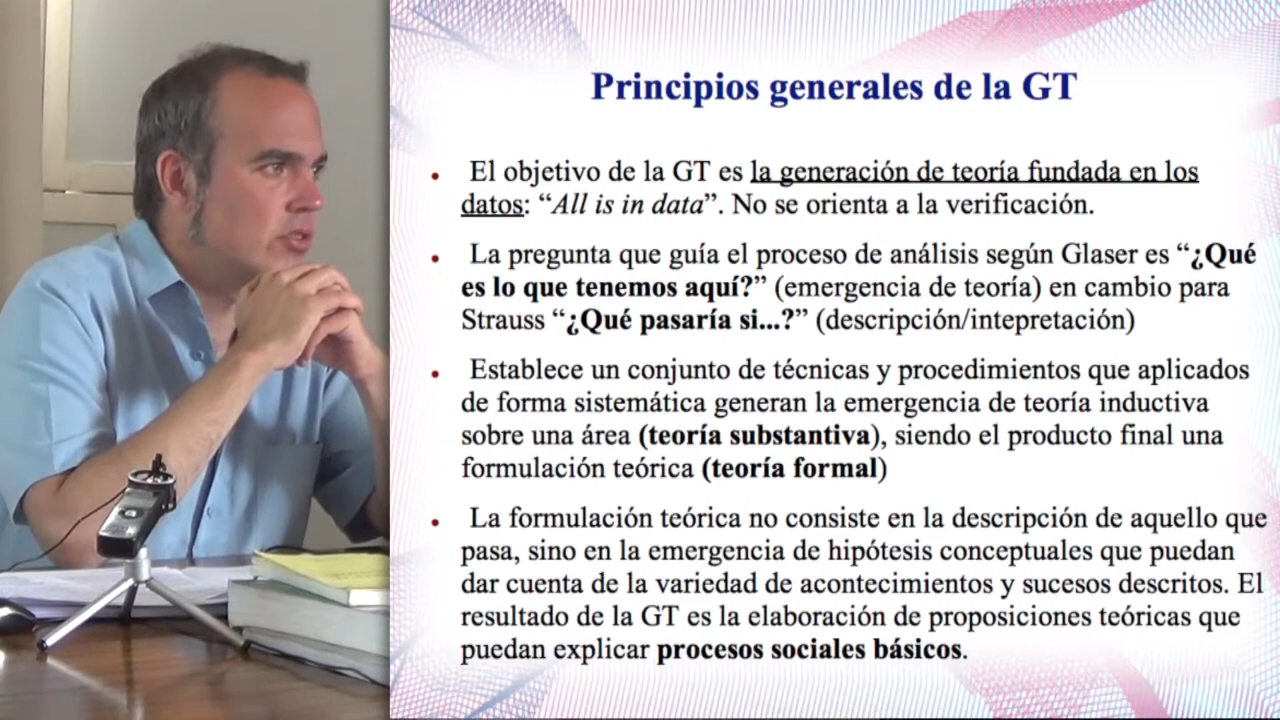 Principios generales de la GT
El objetivo de la GT es la generación de teoría fundada en los
datos: “All is in data”. No se orienta a la verificación.
La pregunta que guía el proceso de análisis según Glaser es “¿Qué
es lo que tenemos aquí?” (emergencia de teoría) en cambio para
Strauss “¿Qué pasaría si...?” (descripción/intepretación)
Establece un conjunto de técnicas y procedimientos que aplicados
de forma sistemática generan la emergencia de teoría inductiva
sobre una área (teoría substantiva), siendo el producto final una
formulación teórica (teoría formal)
La formulación teórica no consiste en la descripción de aquello que
pasa, sino en la emergencia de hipótesis conceptuales que puedan
dar cuenta de la variedad de acontecimientos y sucesos descritos. El
resultado de la GT es la elaboración de proposiciones teóricas que
puedan explicar procesos sociales básicos.